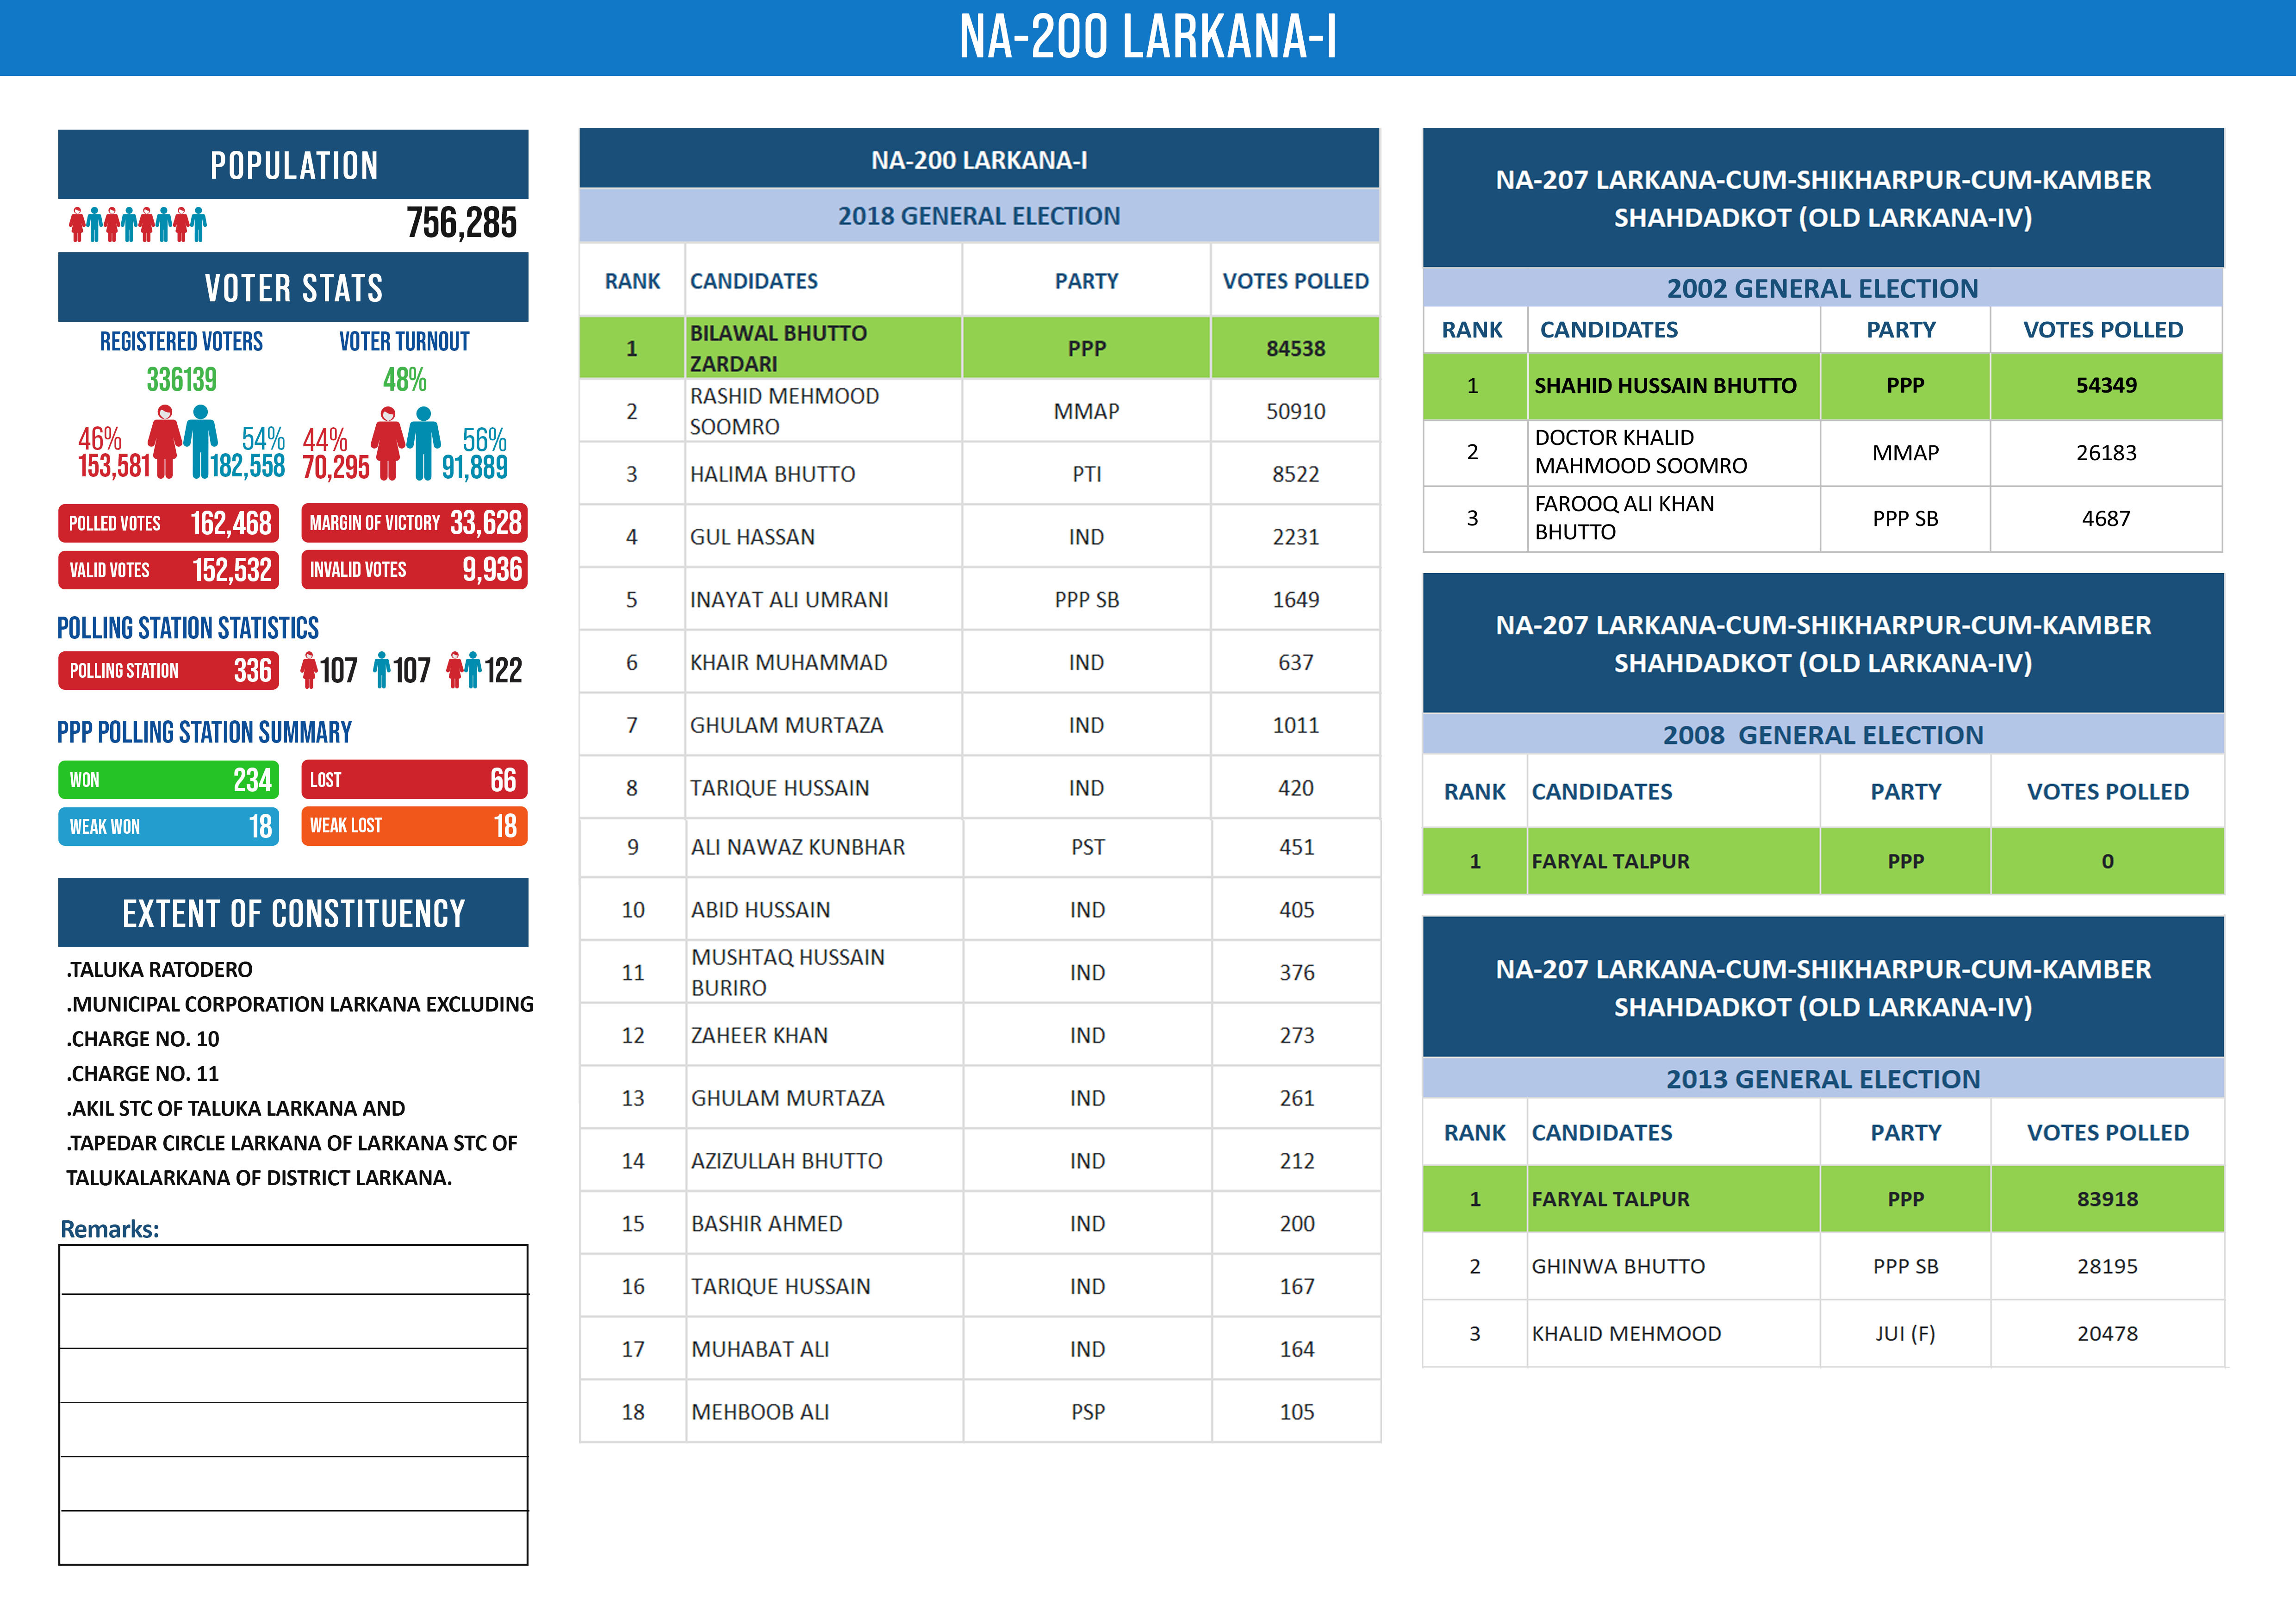 NA-200 LARKANA-I
POPULATION
756,285
VOTER STATS
REGISTERED VOTERS VOTER TURNOUT
336139 48%
46% 54% 44% 56%
153,581 182,558 70,295 91,889
POLLED VOTES 162,468 MARGIN OF VICTORY 33,628
VALID VOTES 152,532 INVALID VOTES 9,936
POLLING STATION STATISTICS
POLLING STATION 336 107 107 122
PPP POLLING STATION SUMMARY
WON 234 LOST 66
WEAK WON 18 WEAK LOST 18
EXTENT OF CONSTITUENCY
.TALUKA RATODERO
.MUNICIPAL CORPORATION LARKANA EXCLUDING
.CHARGE NO. 10
.CHARGE NO. 11
.AKIL STC OF TALUKA LARKANA AND
.TAPEDAR CIRCLE LARKANA OF LARKANA STC OF
TALUKALARKANA OF DISTRICT LARKANA.
Remarks:
NA-200 LARKANA-I
2018 GENERAL ELECTION
RANK CANDIDATES PARTY VOTES POLLED
1 BILAWAL BHUTTO
ZARDARI PPP 84538
2 RASHID MEHMOOD
SOOMRO MMAP 50910
3 HALIMA BHUTTO PTI 8522
4 GUL HASSAN IND 2231
5 INAYAT ALI UMRANI PPP SB 1649
6 KHAIR MUHAMMAD IND 637
7 GHULAM MURTAZA IND 1011
8 TARIQUE HUSSAIN IND 420
9 ALI NAWAZ KUNBHAR PST 451
10 ABID HUSSAIN IND 405
11 MUSHTAQ HUSSAIN
BURIRO IND 376
12 ZAHEER KHAN IND 273
13 GHULAM MURTAZA IND 261
14 AZIZULLAH BHUTTO IND 212
15 BASHIR AHMED IND 200
16 TARIQUE HUSSAIN IND 167
17 MUHABAT ALI IND 164
18 MEHBOOB ALI PSP 105
NA-207 LARKANA-CUM-SHIKHARPUR-CUM-KAMBER
SHAHDADKOT (OLD LARKANA-IV)
2002 GENERAL ELECTION
RANK CANDIDATES PARTY VOTES POLLED
1 SHAHID HUSSAIN BHUTTO PPP 54349
2 DOCTOR KHALID
MAHMOOD SOOMRO MMAP 26183
3 FAROOQ ALI KHAN
BHUTTO PPP SB 4687
NA-207 LARKANA-CUM-SHIKHARPUR-CUM-KAMBER
SHAHDADKOT (OLD LARKANA-IV)
2008 GENERAL ELECTION
RANK CANDIDATES PARTY VOTES POLLED
1 FARYAL TALPUR PPP 0
NA-207 LARKANA-CUM-SHIKHARPUR-CUM-KAMBER
SHAHDADKOT (OLD LARKANA-IV)
2013 GENERAL ELECTION
RANK CANDIDATES PARTY VOTES POLLED
1 FARYAL TALPUR PPP 83918
2 GHINWA BHUTTO PPP SB 28195
3 KHALID MEHMOOD JUI (F) 20478